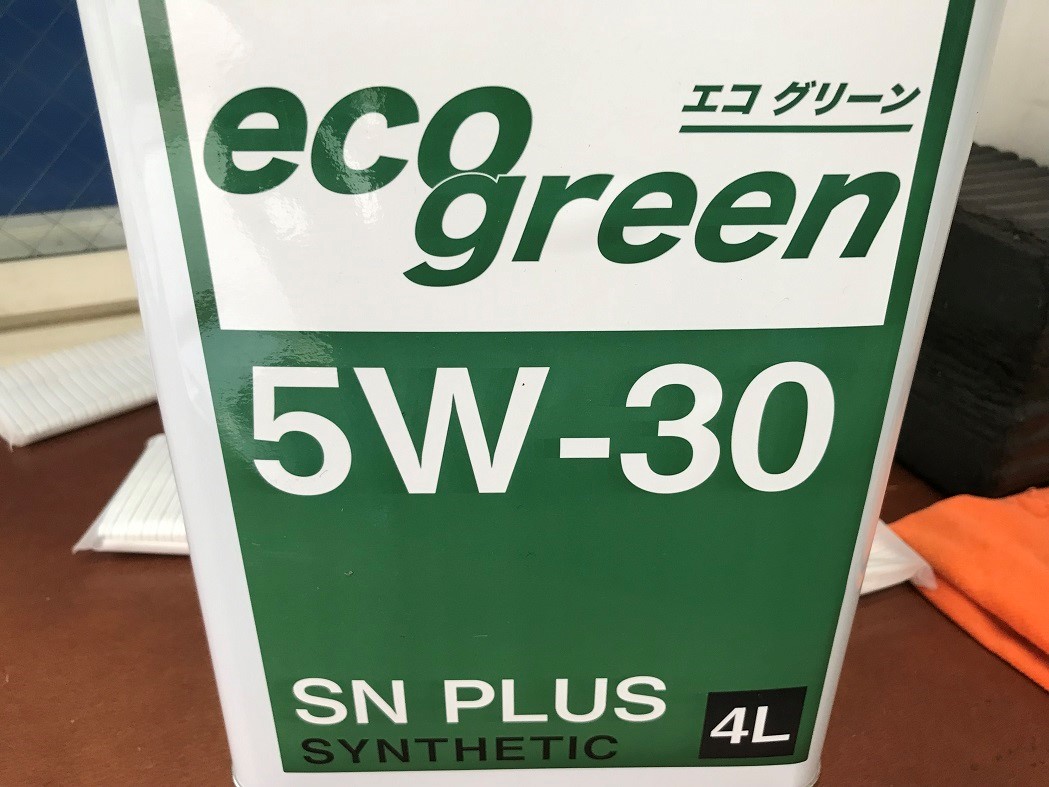 eco
エコ グリーン
green
5W-30
SN PLUS
SYNTHETIC
4L